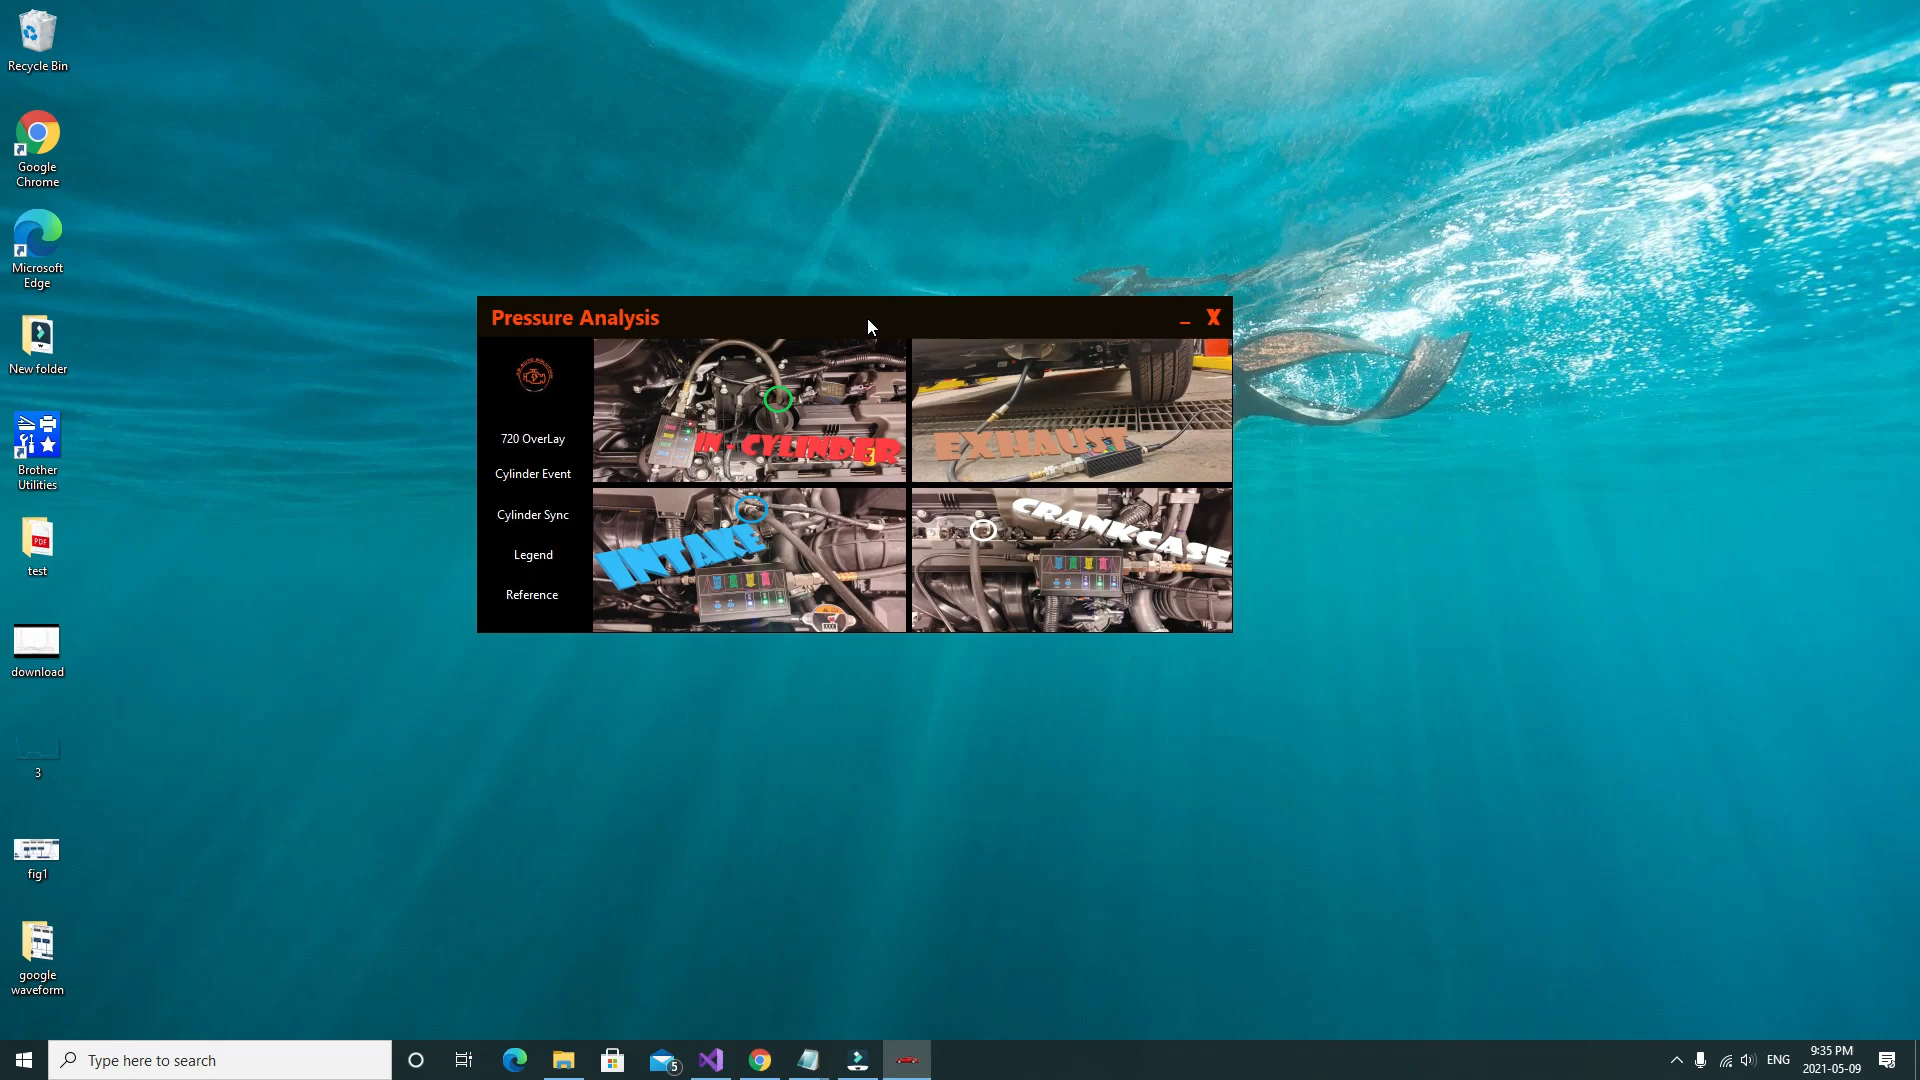 Recycle Bin
Google
Chrome
Microsoft
Edge
New folder
Brother
Utilities
PDF
test
download
3
fig1
google
waveform
Pressure Analysis
X
720 OverLay
Cylinder Event
Cylinder Sync
Legend
Reference
IN - CYLINDER
EXHAUST
INTAKE
CRANKCASE
Type here to search
5
ENG
9:35 PM
2021-05-09